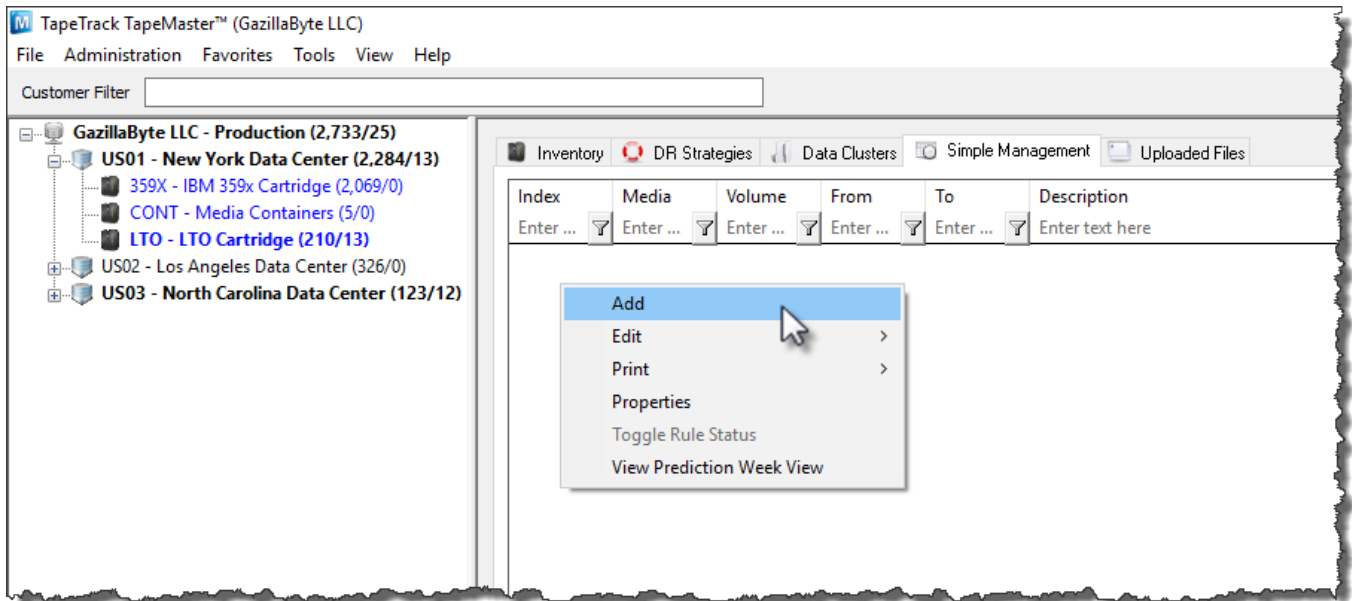 TapeTrack TapeMaster™ (GazillaByte LLC)
File Administration Favorites Tools View Help
Customer Filter
GazillaByte LLC - Production (2,733/25)
US01 - New York Data Center (2,284/13)
359X - IBM 359x Cartridge (2,069/0)
CONT - Media Containers (5/0)
LTO - LTO Cartridge (210/13)
US02 - Los Angeles Data Center (326/0)
US03 - North Carolina Data Center (123/12)
Inventory DR Strategies Data Clusters Simple Management Uploaded Files
Index Media Volume From To Description
Enter ... Enter ... Enter ... Enter ... Enter ... Enter text here
Add
Edit
Print
Properties
Toggle Rule Status
View Prediction Week View